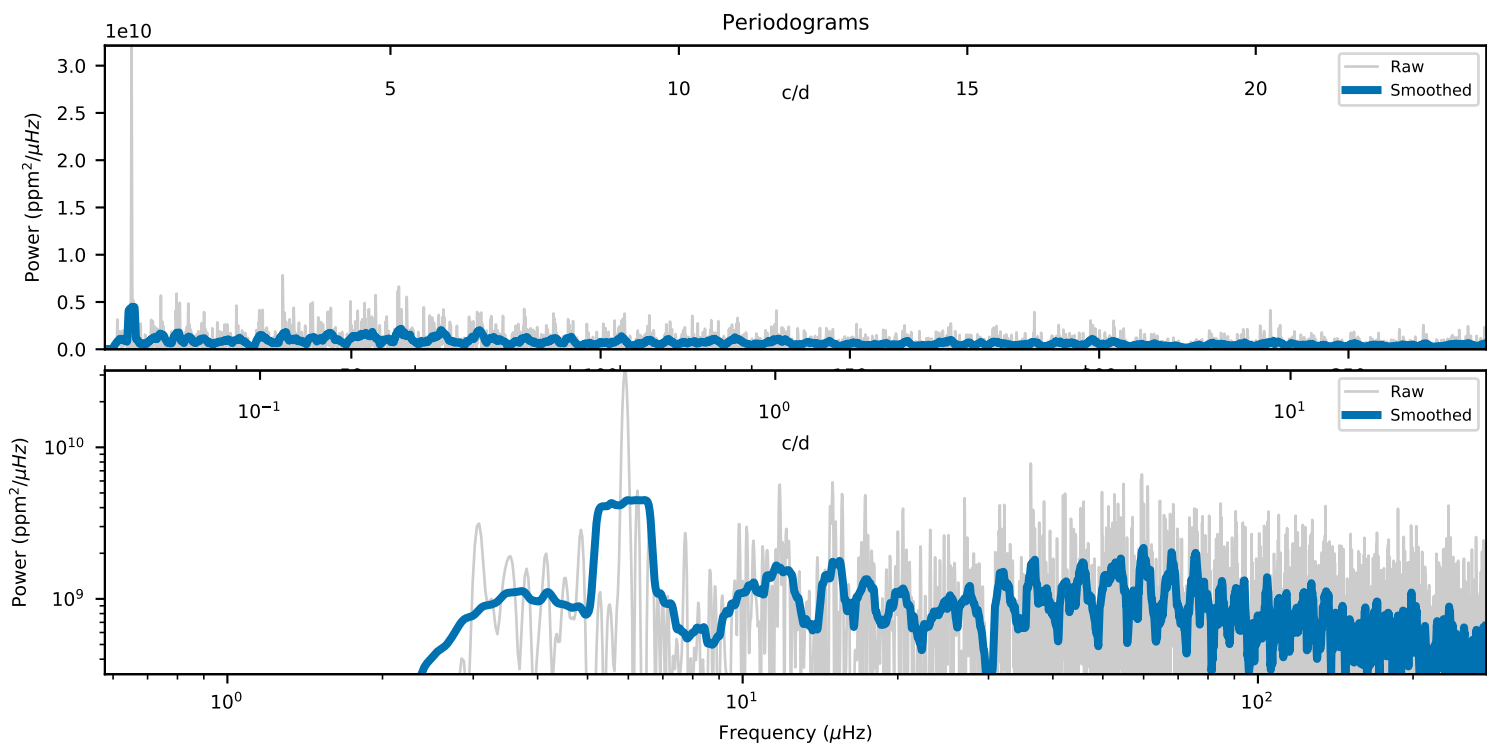 Periodograms
1e10
Power (ppm²/μHz)
3.0
2.5
2.0
1.5
1.0
0.5
0.0
5
10
15
20
c/d
Raw
Smoothed
Power (ppm²/μHz)
10¹⁰
10⁹
10⁻¹
10⁰
10¹
c/d
Raw
Smoothed
10⁰
10¹
10²
Frequency (μHz)